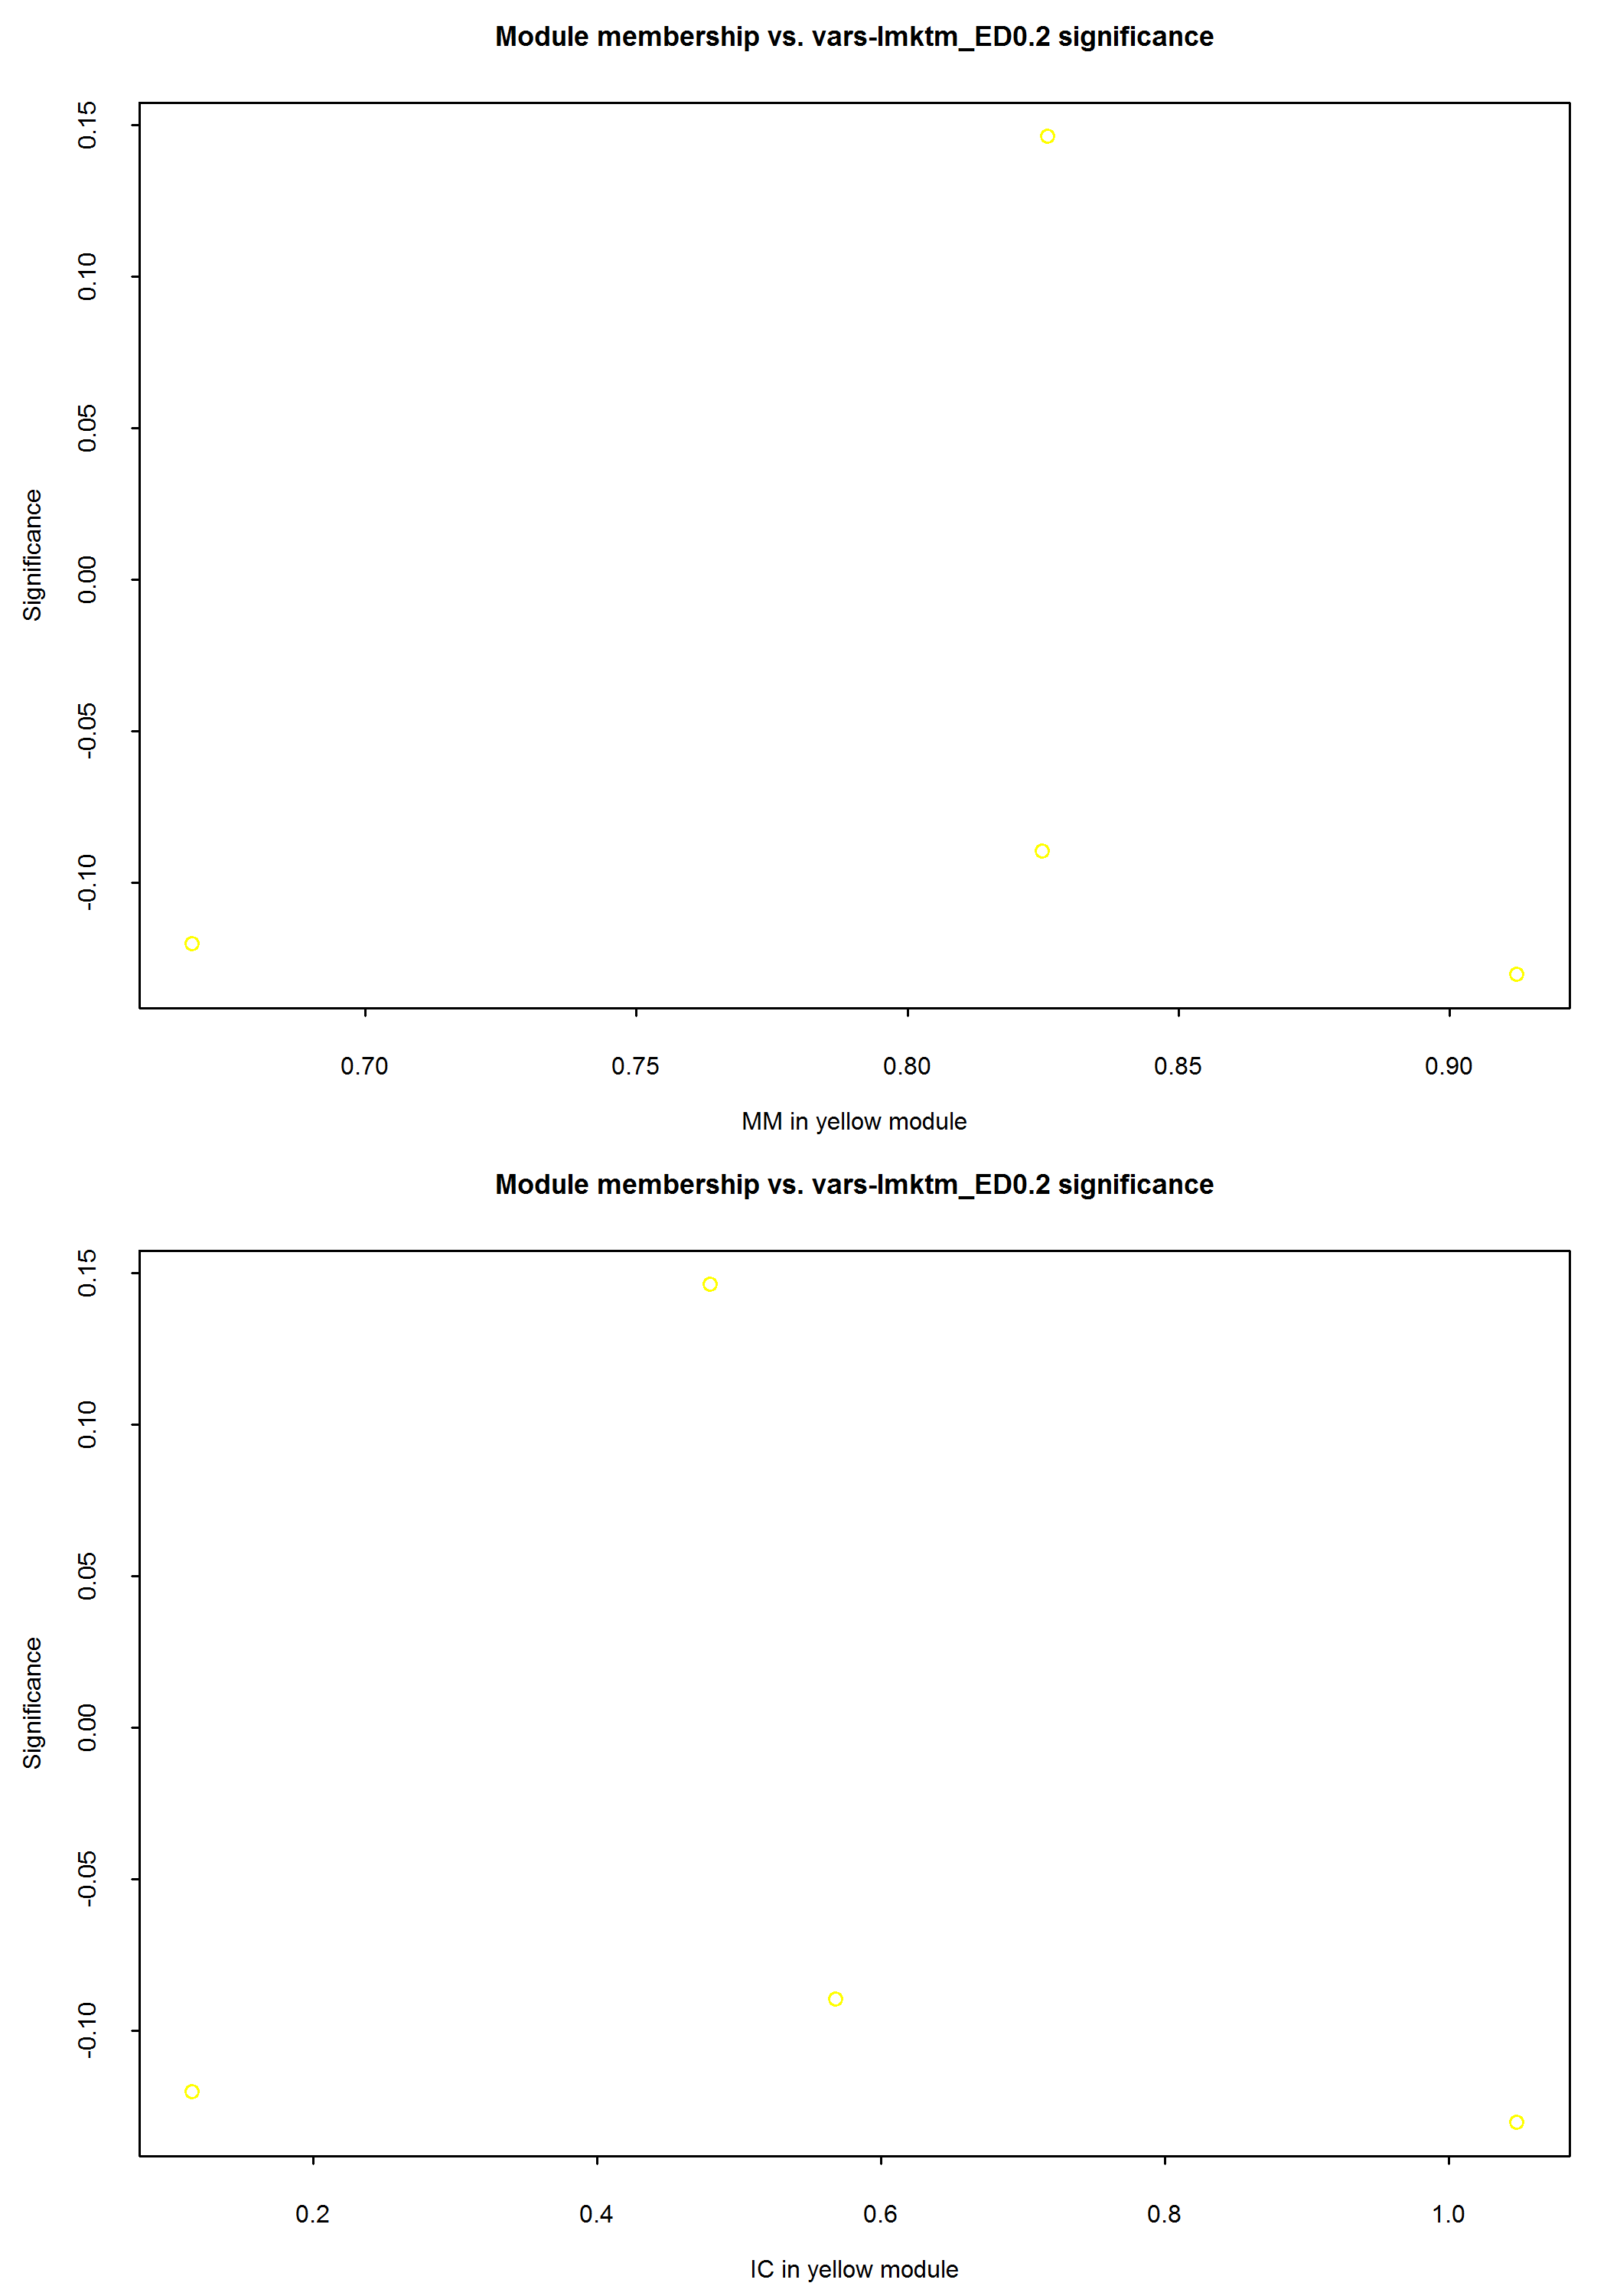 Module membership vs. vars-lmktm_ED0.2 significance
0.15
0.10
0.05
0.00
-0.05
-0.10
Significance
0.70 0.75 0.80 0.85 0.90
MM in yellow module
Module membership vs. vars-lmktm_ED0.2 significance
0.15
0.10
0.05
0.00
-0.05
-0.10
Significance
0.2 0.4 0.6 0.8 1.0
IC in yellow module